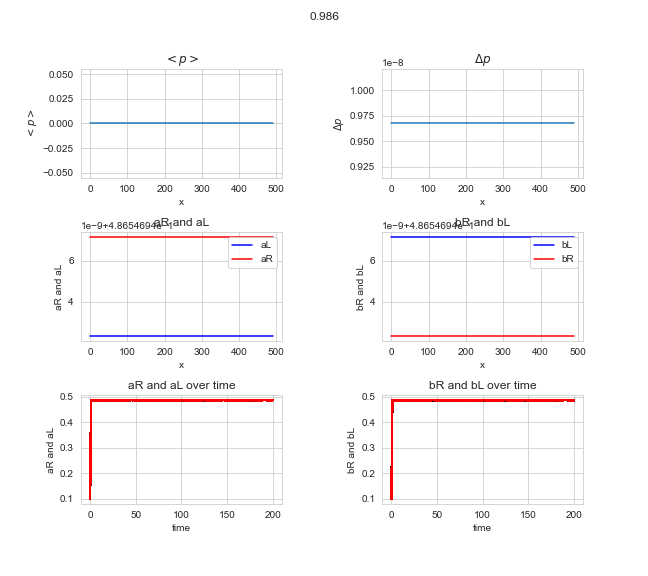 0.986
< p >
Δp
1e−8
0.050
0.025
0.000
−0.025
−0.050
< p >
0 100 200 300 400 500
x
1.000
0.975
0.950
0.925
Δp
0 100 200 300 400 500
x
1e−9+4.8654694e−1
aR and aL
6
4
aR and aL
aL
aR
0 100 200 300 400 500
x
1e−9+4.8654694e−1
bR and bL
6
4
bR and bL
bL
bR
0 100 200 300 400 500
x
aR and aL over time
0.5
0.4
0.3
0.2
0.1
aR and aL
0 50 100 150 200
time
bR and bL over time
0.5
0.4
0.3
0.2
0.1
bR and bL
0 50 100 150 200
time